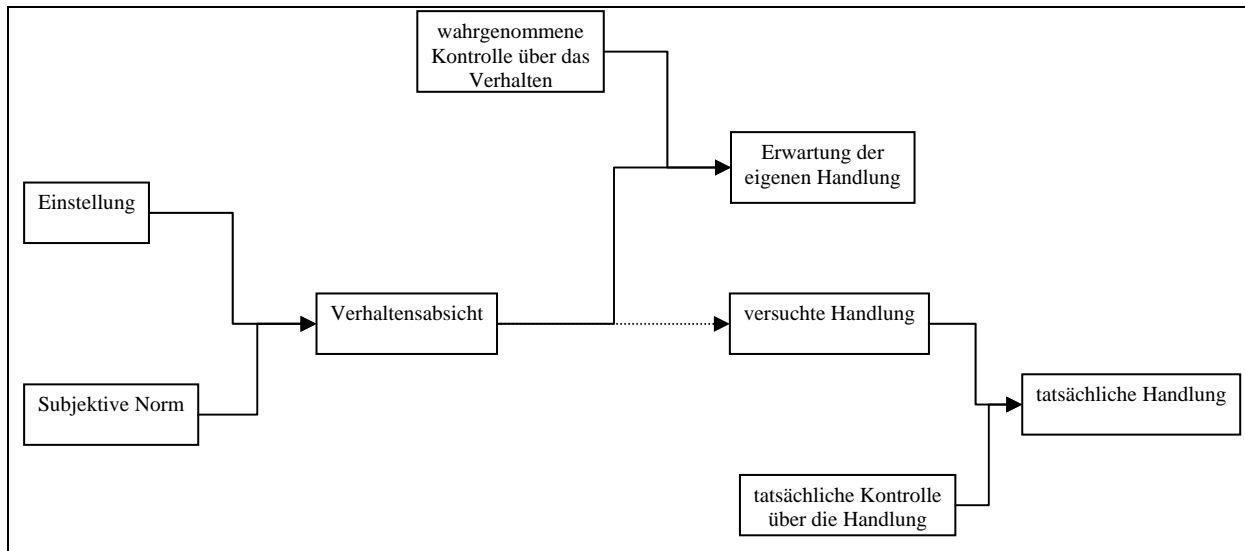 wahrgenommene
Kontrolle über das
Verhalten
Erwartung der
eigenen Handlung
Einstellung
Verhaltensabsicht
versuchte Handlung
Subjektive Norm
tatsächliche Handlung
tatsächliche Kontrolle
über die Handlung